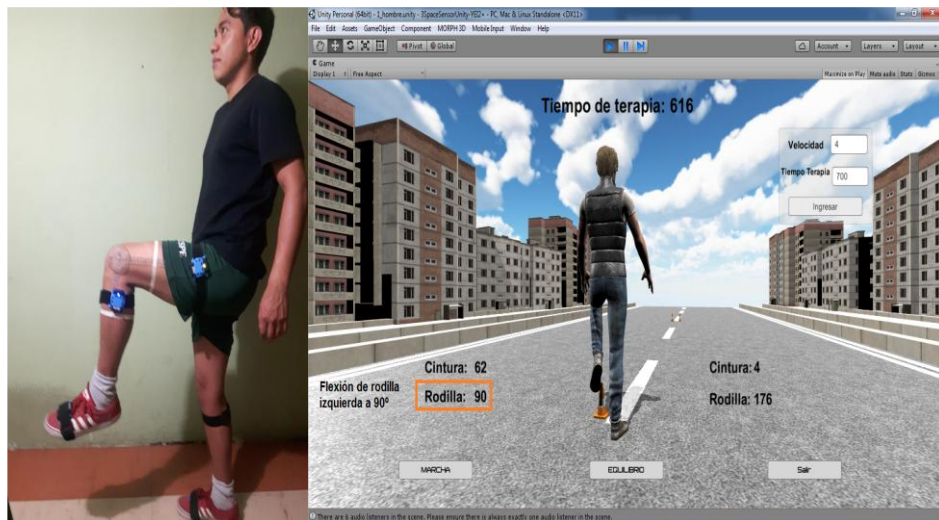 Unity Personal (64bit) - 1_hombre.unity - 3SpaceSensorUnity-YEI2+ - PC, Mac & Linux Standalone <DX11>
File Edit Assets GameObject Component MORPH 3D Mobile Input Window Help
Pivot Global Account Layers Layout
Game
Display 1 Free Aspect Maximize on Play Mute audio Stats Gizmos
Tiempo de terapia: 616
Velocidad 4
Tiempo Terapia 700
Ingresar
Cintura: 62
Flexión de rodilla
izquierda a 90º
Rodilla: 90
Cintura: 4
Rodilla: 176
MARCHA EQUILIBRIO Salir
There are 6 audio listeners in the scene. Please ensure there is always exactly one audio listener in the scene.